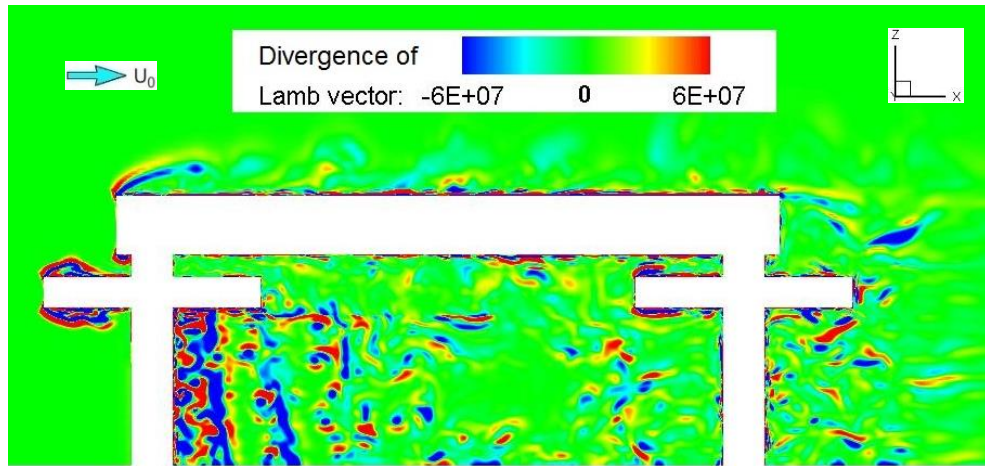 Divergence of
U₀
Lamb vector: -6E+07 0 6E+07
Z
Y X